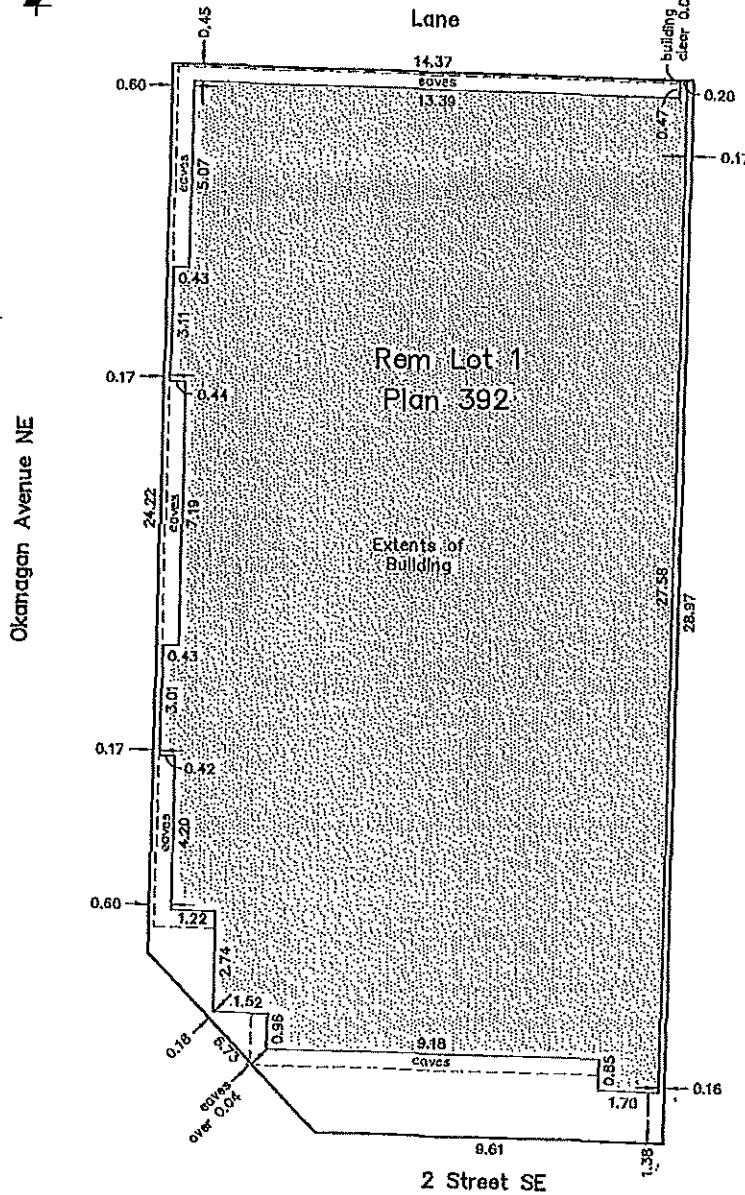 Lane
0.45
building
clear
14.37
0.60
eaves
13.39
0.20
0.47
0.17
eaves
5.07
0.43
3.11
Rem Lot 1
Plan 392
0.17
0.44
Okanagan Avenue NE
24.22
eaves
7.19
Extents of
Building
27.58
28.97
0.43
3.01
0.17
0.42
eaves
4.20
0.60
1.22
2.74
1.52
0.96
0.18
6.73
9.18
eaves
0.85
eaves
over 0.04
1.70
0.16
9.61
1.38
2 Street SE